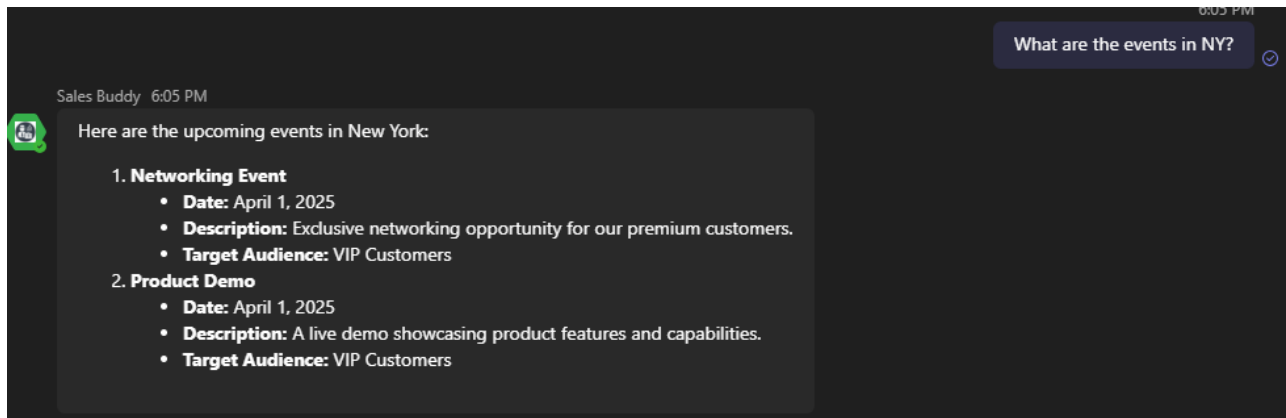 6:05 PM
What are the events in NY?
Sales Buddy 6:05 PM
Here are the upcoming events in New York:
1. Networking Event
• Date: April 1, 2025
• Description: Exclusive networking opportunity for our premium customers.
• Target Audience: VIP Customers
2. Product Demo
• Date: April 1, 2025
• Description: A live demo showcasing product features and capabilities.
• Target Audience: VIP Customers